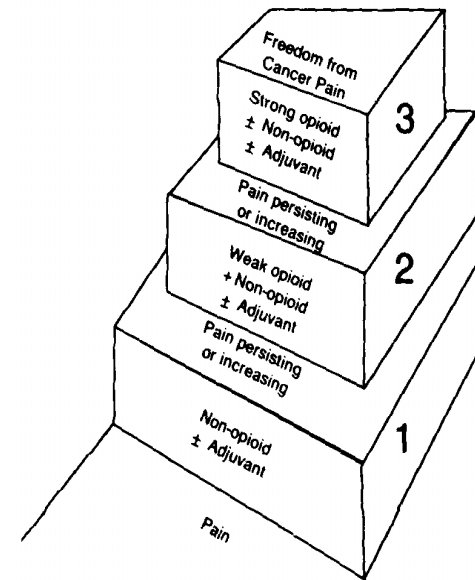 Freedom from
Cancer Pain
Strong opioid
± Non-opioid
± Adjuvant
3
Pain persisting
or increasing
Weak opioid
+ Non-opioid
± Adjuvant
2
Pain persisting
or increasing
Non-opioid
± Adjuvant
1
Pain